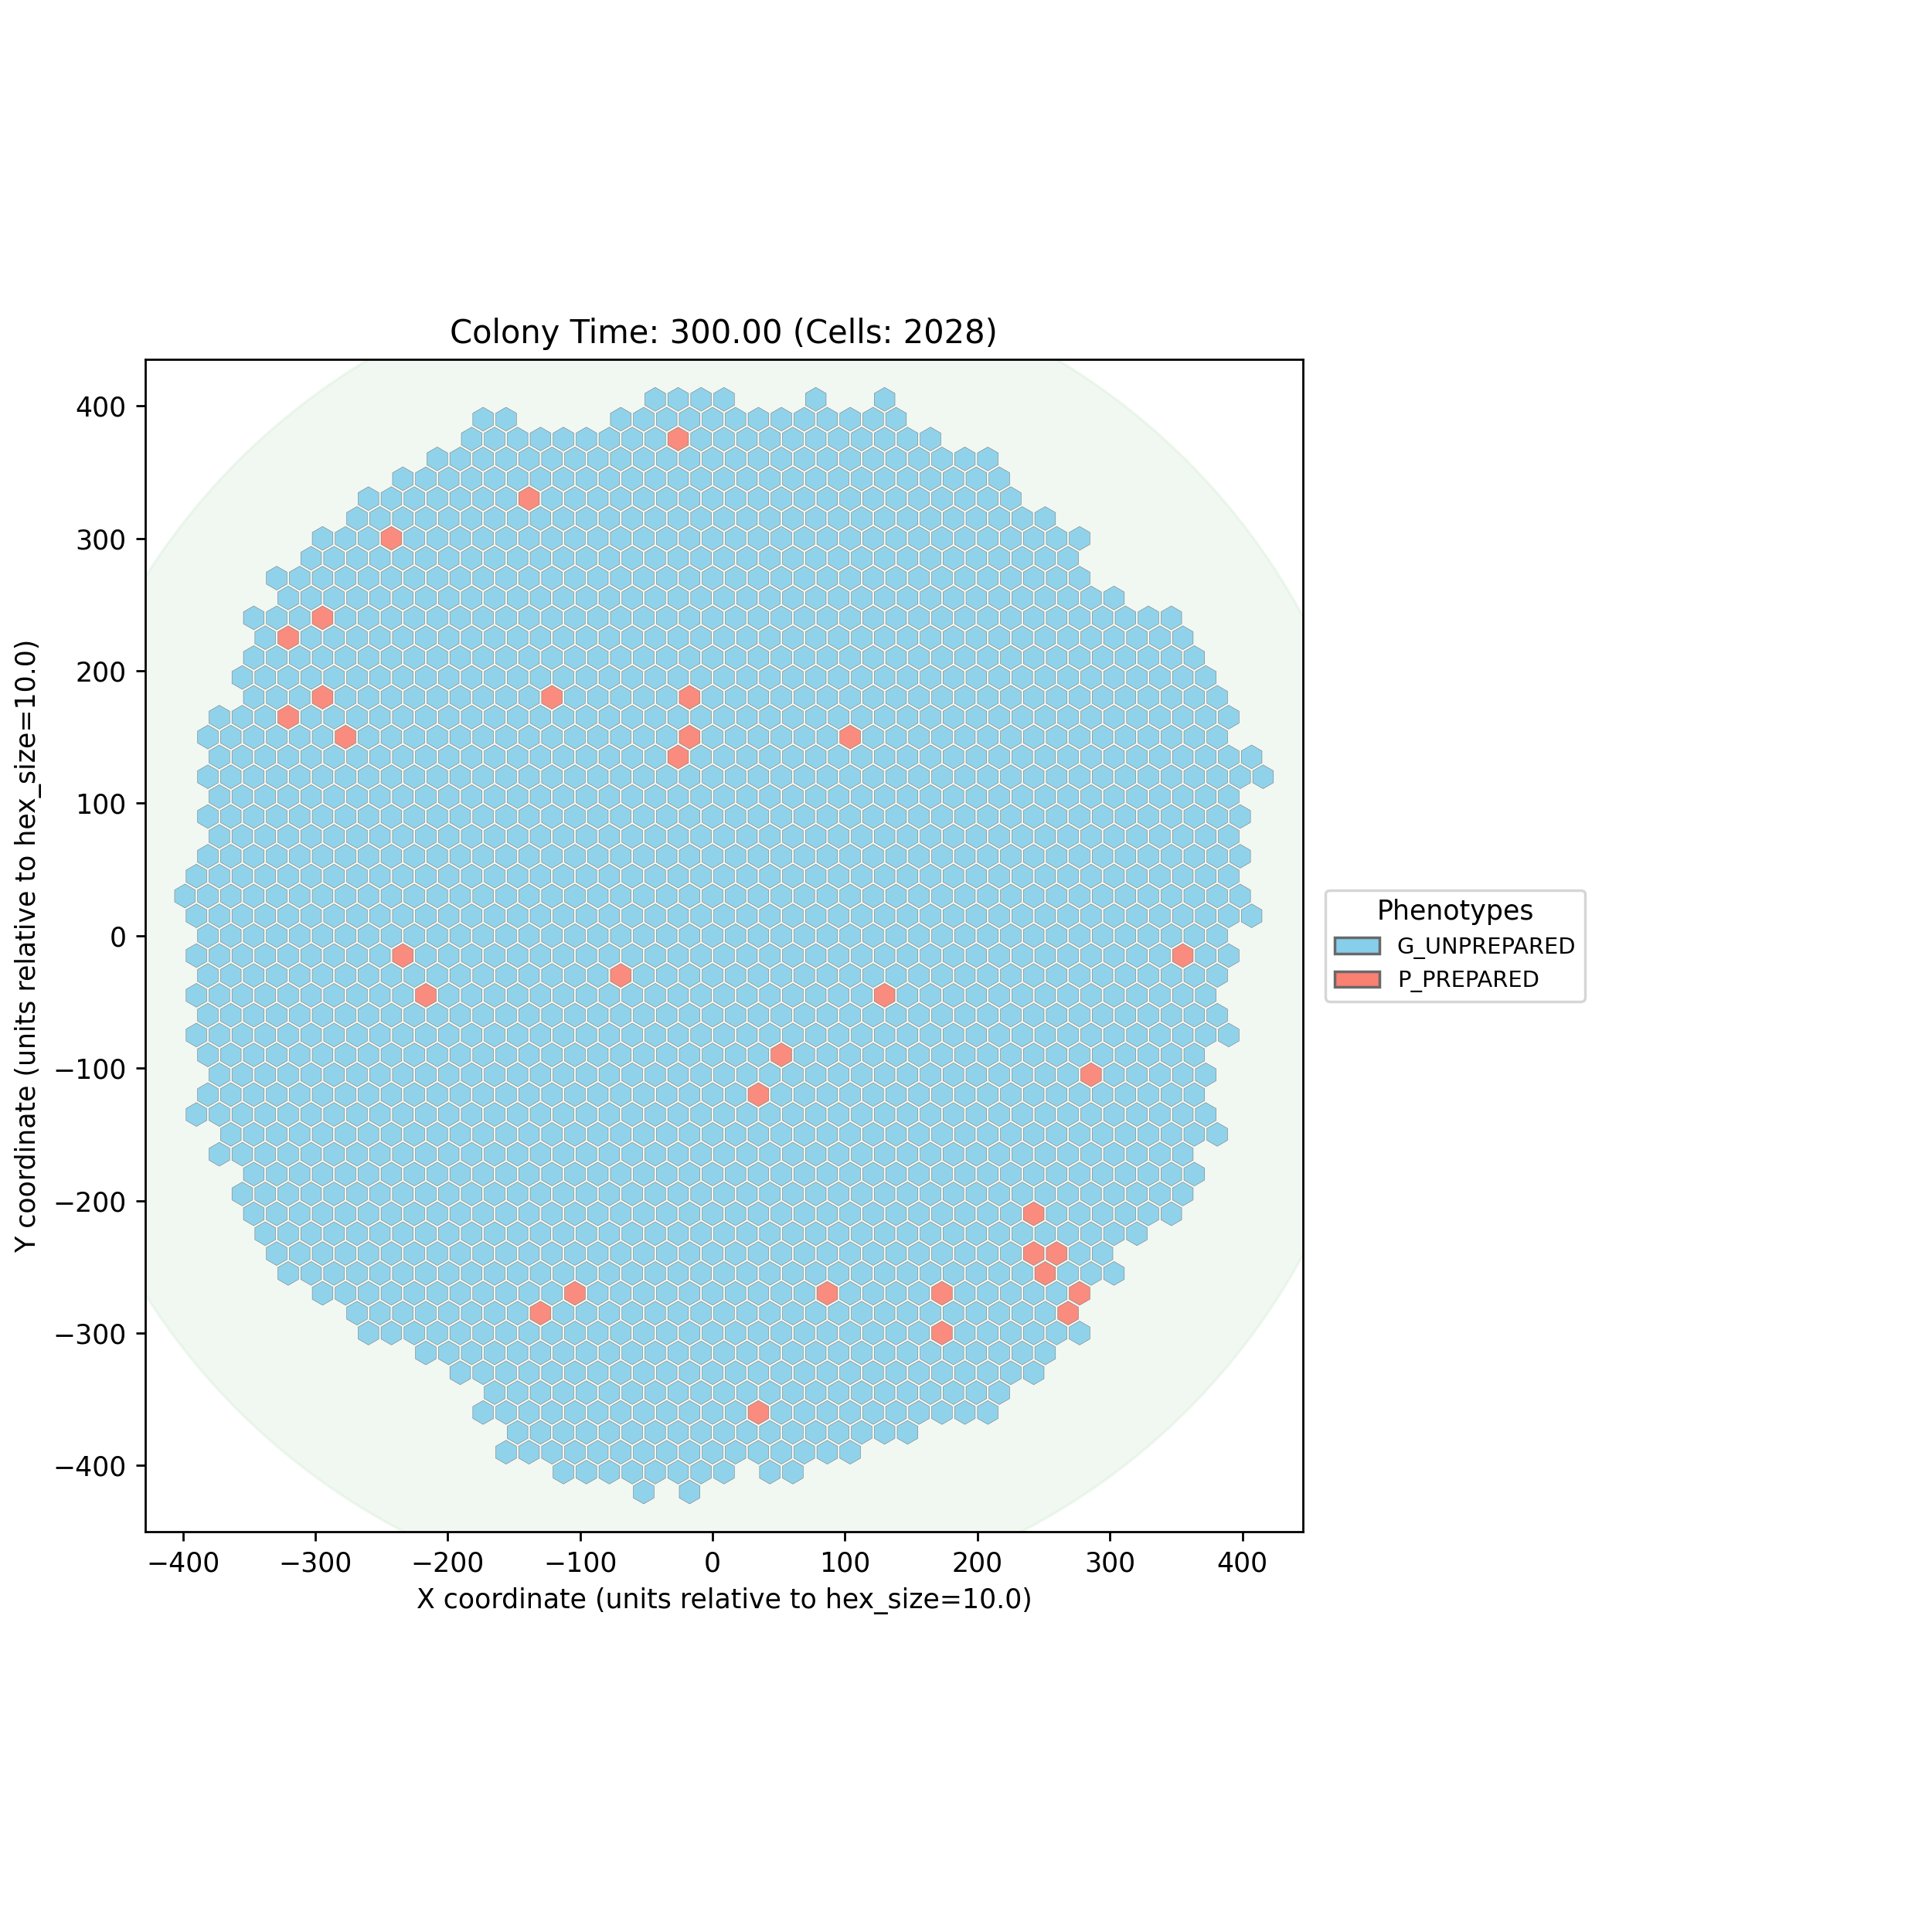 Colony Time: 300.00 (Cells: 2028)
400
300
200
100
0
−100
−200
−300
−400
Y coordinate (units relative to hex_size=10.0)
−400 −300 −200 −100 0 100 200 300 400
X coordinate (units relative to hex_size=10.0)
Phenotypes
G_UNPREPARED
P_PREPARED